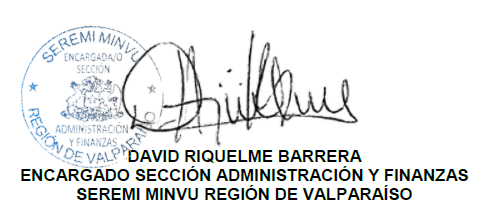 SEREMI MINVU
ENCARGADA/O
SECCIÓN
ADMINISTRACIÓN
Y FINANZAS
REGIÓN DE VALPARAÍSO
DAVID RIQUELME BARRERA
ENCARGADO SECCIÓN ADMINISTRACIÓN Y FINANZAS
SEREMI MINVU REGIÓN DE VALPARAÍSO